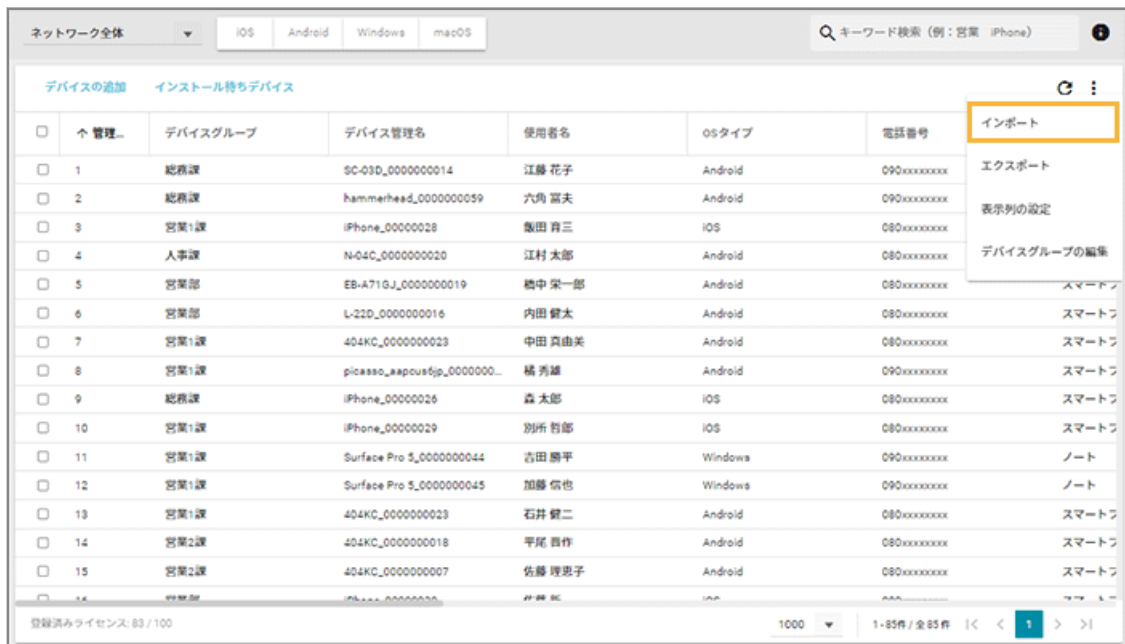 ネットワーク全体 iOS Android Windows macOS キーワード検索（例：営業 iPhone）
デバイスの追加 インストール待ちデバイス
↑ 管理... デバイスグループ デバイス管理名 使用者名 OSタイプ 電話番号
インポート
エクスポート
表示列の設定
デバイスグループの編集
1 総務課 SC-03D_0000000014 江藤 花子 Android 090xxxxxxxx
2 総務課 hammerhead_0000000059 六角 冨夫 Android 090xxxxxxxx
3 営業1課 iPhone_00000028 飯田 育三 iOS 080xxxxxxxx
4 人事課 N-04C_0000000020 江村 太郎 Android 080xxxxxxxx
5 営業部 EB-A71GJ_0000000019 橋中 栄一郎 Android 080xxxxxxxx スマートフ
6 営業部 L-22D_0000000016 内田 健太 Android 080xxxxxxxx スマートフ
7 営業1課 404KC_0000000023 中田 真由美 Android 080xxxxxxxx スマートフ
8 営業1課 picasso_aapcus6jp_0000000... 橘 秀雄 Android 090xxxxxxxx スマートフ
9 総務課 iPhone_00000026 森 太郎 iOS 080xxxxxxxx スマートフ
10 営業1課 iPhone_00000029 別所 哲郎 iOS 080xxxxxxxx スマートフ
11 営業1課 Surface Pro 5_0000000044 吉田 勝平 Windows 090xxxxxxxx ノート
12 営業1課 Surface Pro 5_0000000045 加藤 信也 Windows 090xxxxxxxx ノート
13 営業1課 404KC_0000000023 石井 健二 Android 080xxxxxxxx スマートフ
14 営業2課 404KC_0000000018 平尾 晋作 Android 080xxxxxxxx スマートフ
15 営業2課 404KC_0000000007 佐藤 理恵子 Android 080xxxxxxxx スマートフ
登録済みライセンス: 83 / 100 1000 1-85件 / 全 85 件 1